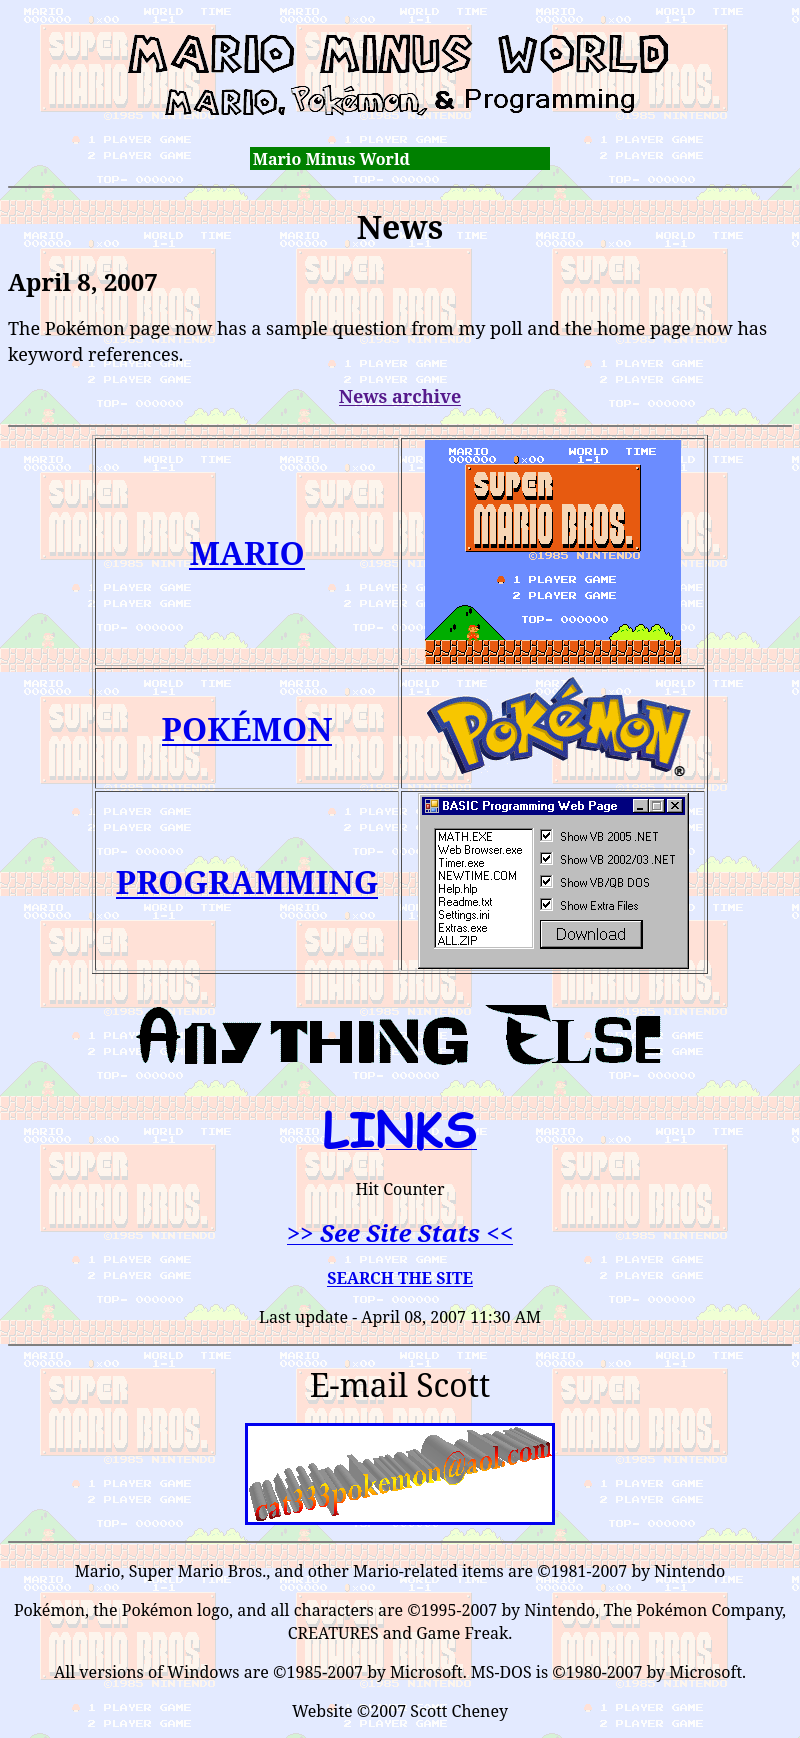 MARIO MINUS WORLD
MARIO, Pokémon, & Programming
Mario Minus World
News
April 8, 2007
The Pokémon page now has a sample question from my poll and the home page now has
keyword references.
News archive
MARIO
MARIO WORLD TIME
000000 x00 1-1
SUPER
MARIO BROS.
©1985 NINTENDO
1 PLAYER GAME
2 PLAYER GAME
TOP- 000000
POKÉMON
POKéMON®
PROGRAMMING
BASIC Programming Web Page
MATH.EXE
Web Browser.exe
Timer.exe
NEWTIME.COM
Help.hlp
Readme.txt
Settings.ini
Extras.exe
ALL.ZIP
Show VB 2005 .NET
Show VB 2002/03 .NET
Show VB/QB DOS
Show Extra Files
Download
Anything Else
LINKS
Hit Counter
>> See Site Stats <<
SEARCH THE SITE
Last update - April 08, 2007 11:30 AM
E-mail Scott
cat333pokemon@aol.com
Mario, Super Mario Bros., and other Mario-related items are ©1981-2007 by Nintendo
Pokémon, the Pokémon logo, and all characters are ©1995-2007 by Nintendo, The Pokémon Company,
CREATURES and Game Freak.
All versions of Windows are ©1985-2007 by Microsoft. MS-DOS is ©1980-2007 by Microsoft.
Website ©2007 Scott Cheney